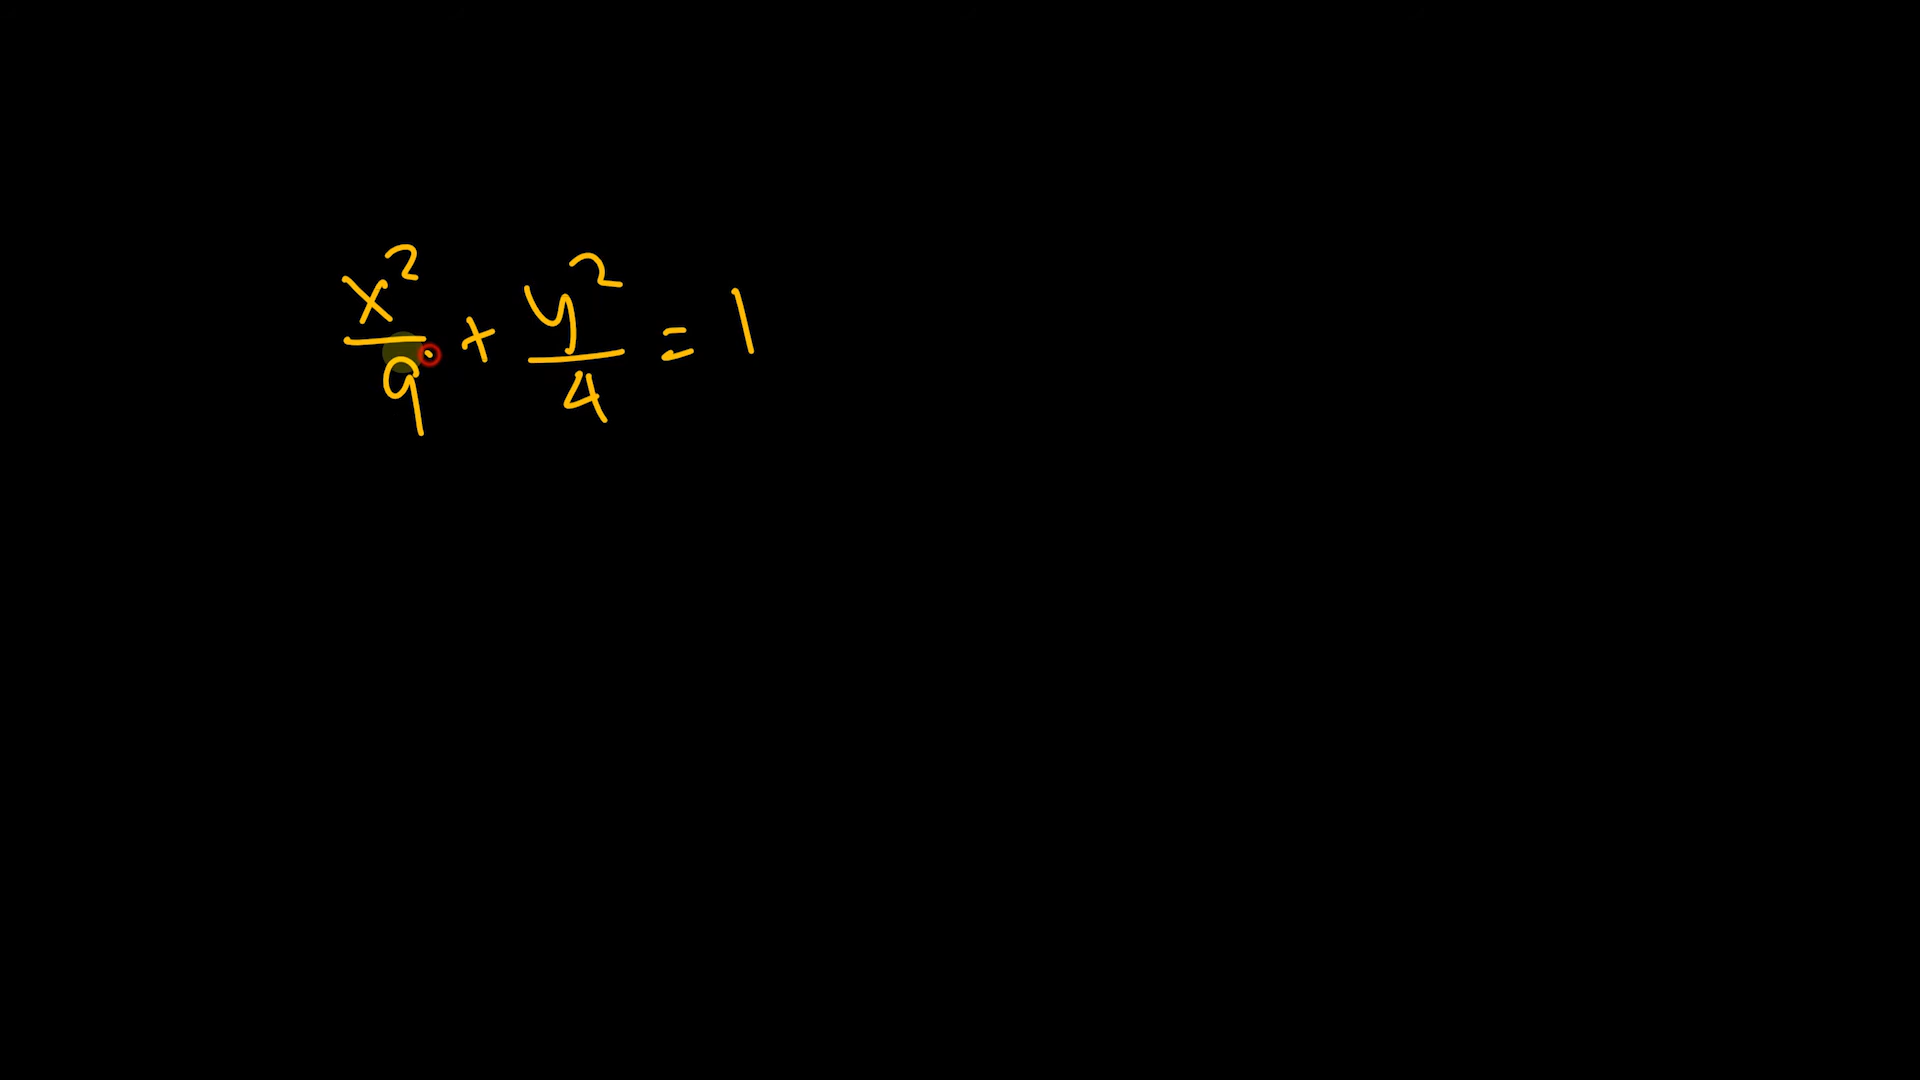 x²/9 + y²/4 = 1